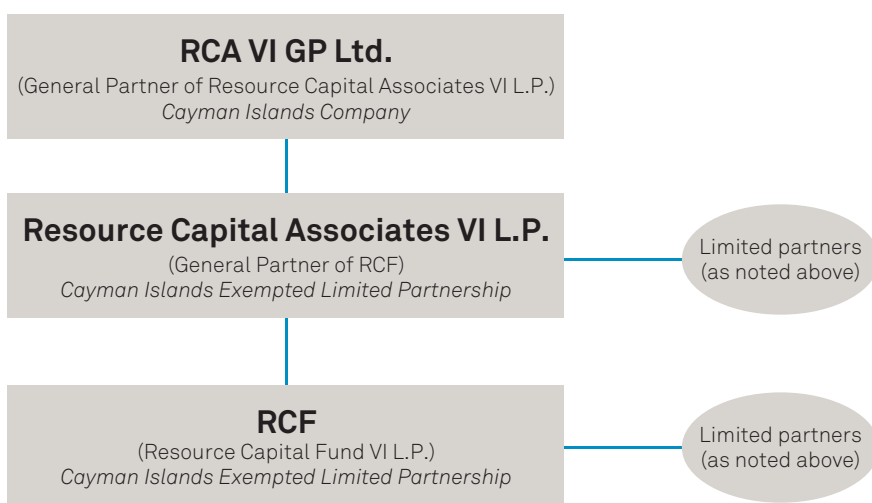 RCA VI GP Ltd.
(General Partner of Resource Capital Associates VI L.P.)
Cayman Islands Company
Resource Capital Associates VI L.P.
(General Partner of RCF)
Cayman Islands Exempted Limited Partnership
Limited partners
(as noted above)
RCF
(Resource Capital Fund VI L.P.)
Cayman Islands Exempted Limited Partnership
Limited partners
(as noted above)